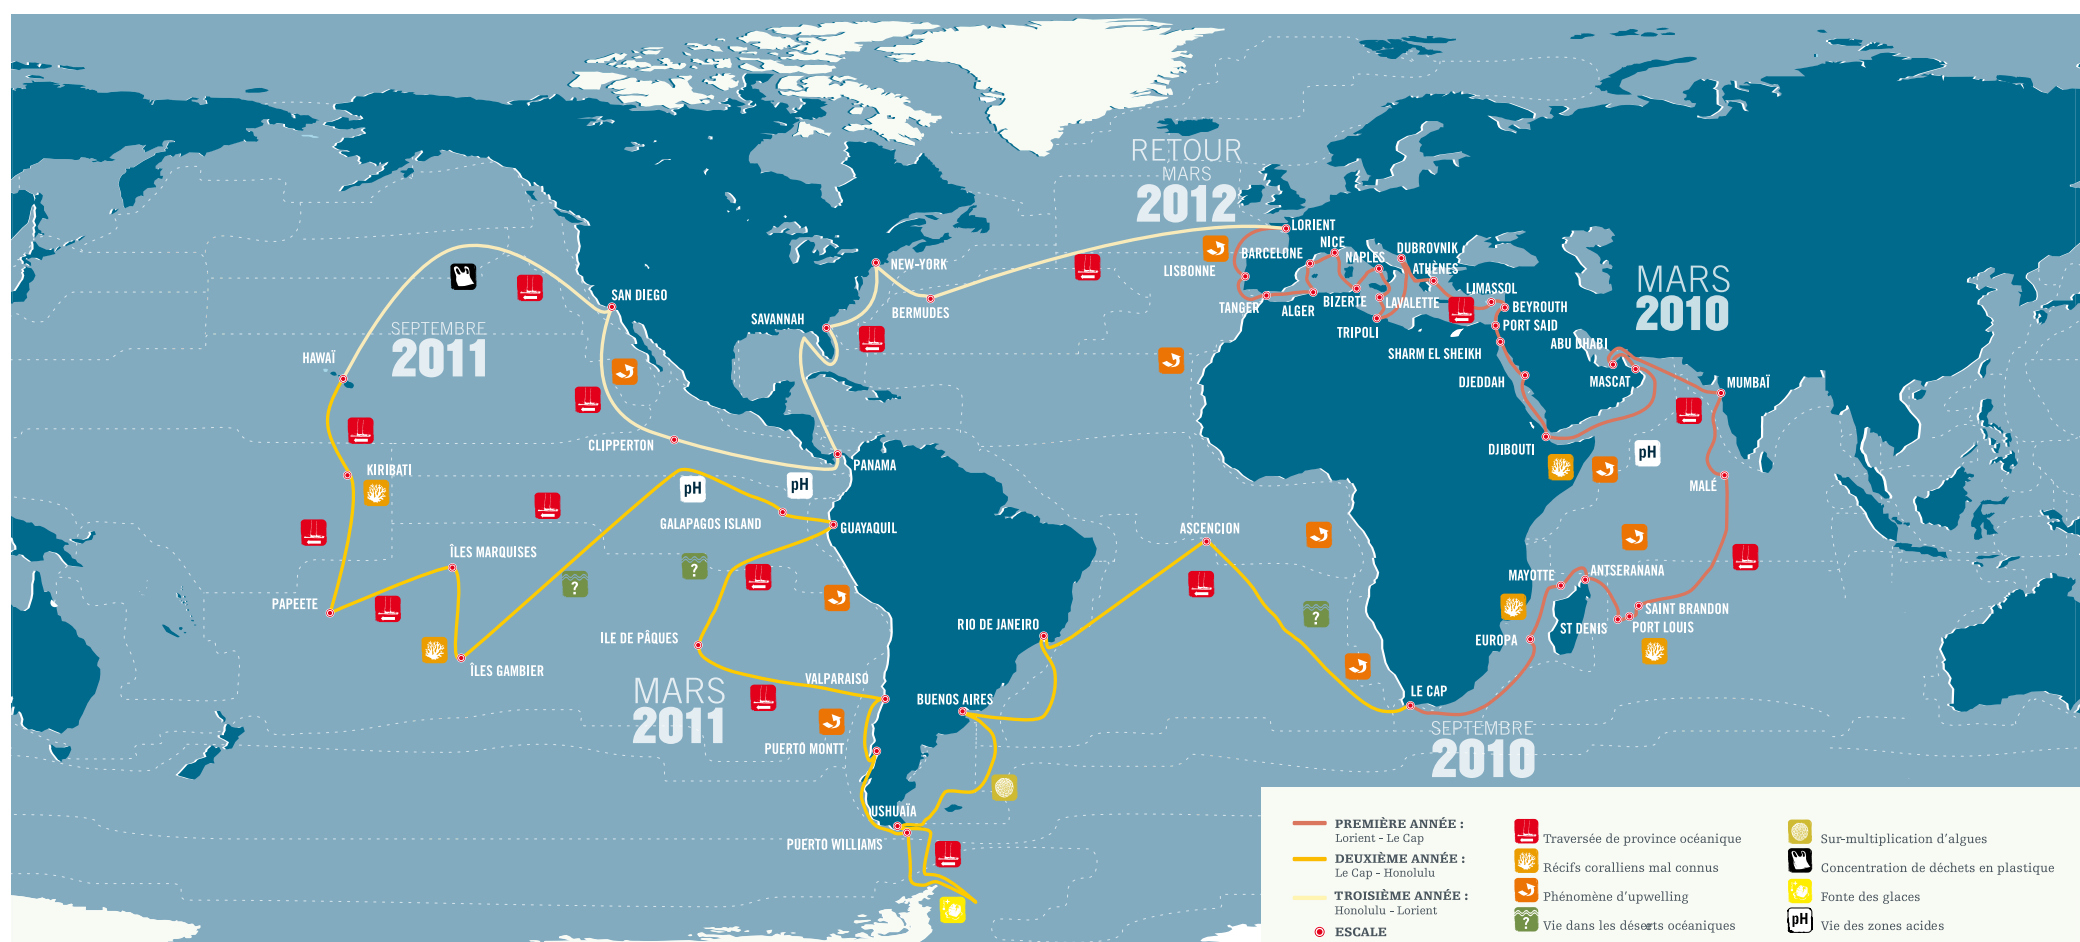 RETOUR
MARS
2012
LORIENT
NICE
DUBROVNIK
BARCELONE
NAPLES
ATHÈNES
LISBONNE
NEW-YORK
MARS
2010
SAN DIEGO
LIMASSOL
BEYROUTH
TANGER
ALGER
BIZERTE
LAVALETTE
BERMUDES
SAVANNAH
PORT SAID
TRIPOLI
SEPTEMBRE
2011
ABU DHABI
SHARM EL SHEIKH
HAWAÏ
DJEDDAH
MASCAT
MUMBAÏ
CLIPPERTON
DJIBOUTI
pH
PANAMA
KIRIBATI
pH
pH
MALÉ
GALAPAGOS ISLAND
GUAYAQUIL
ASCENCION
ÎLES MARQUISES
?
?
MAYOTTE
ANTSERANANA
PAPEETE
?
SAINT BRANDON
RIO DE JANEIRO
ST DENIS
PORT LOUIS
ILE DE PÂQUES
EUROPA
ÎLES GAMBIER
VALPARAISO
MARS
2011
BUENOS AIRES
LE CAP
SEPTEMBRE
2010
PUERTO MONTT
USHUAÏA
PUERTO WILLIAMS
PREMIÈRE ANNÉE :
Lorient - Le Cap
DEUXIÈME ANNÉE :
Le Cap - Honolulu
TROISIÈME ANNÉE :
Honolulu - Lorient
ESCALE
Traversée de province océanique
Récifs coralliens mal connus
Phénomène d'upwelling
?
Vie dans les déserts océaniques
Sur-multiplication d'algues
Concentration de déchets en plastique
Fonte des glaces
pH
Vie des zones acides